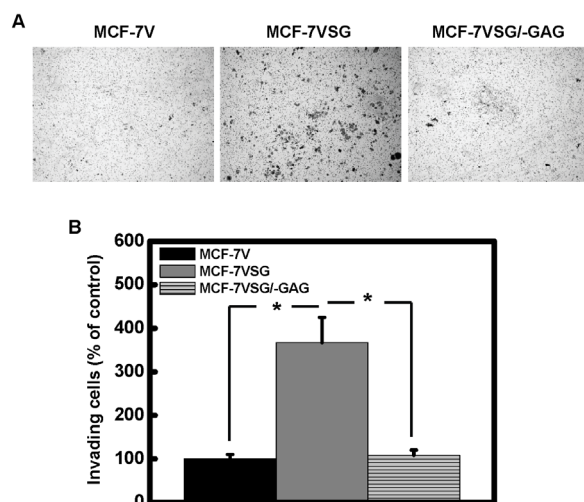 A
MCF-7V MCF-7VSG MCF-7VSG/-GAG
B
600
500
400
300
200
100
0
Invading cells (% of control)
MCF-7V
MCF-7VSG
MCF-7VSG/-GAG
* *